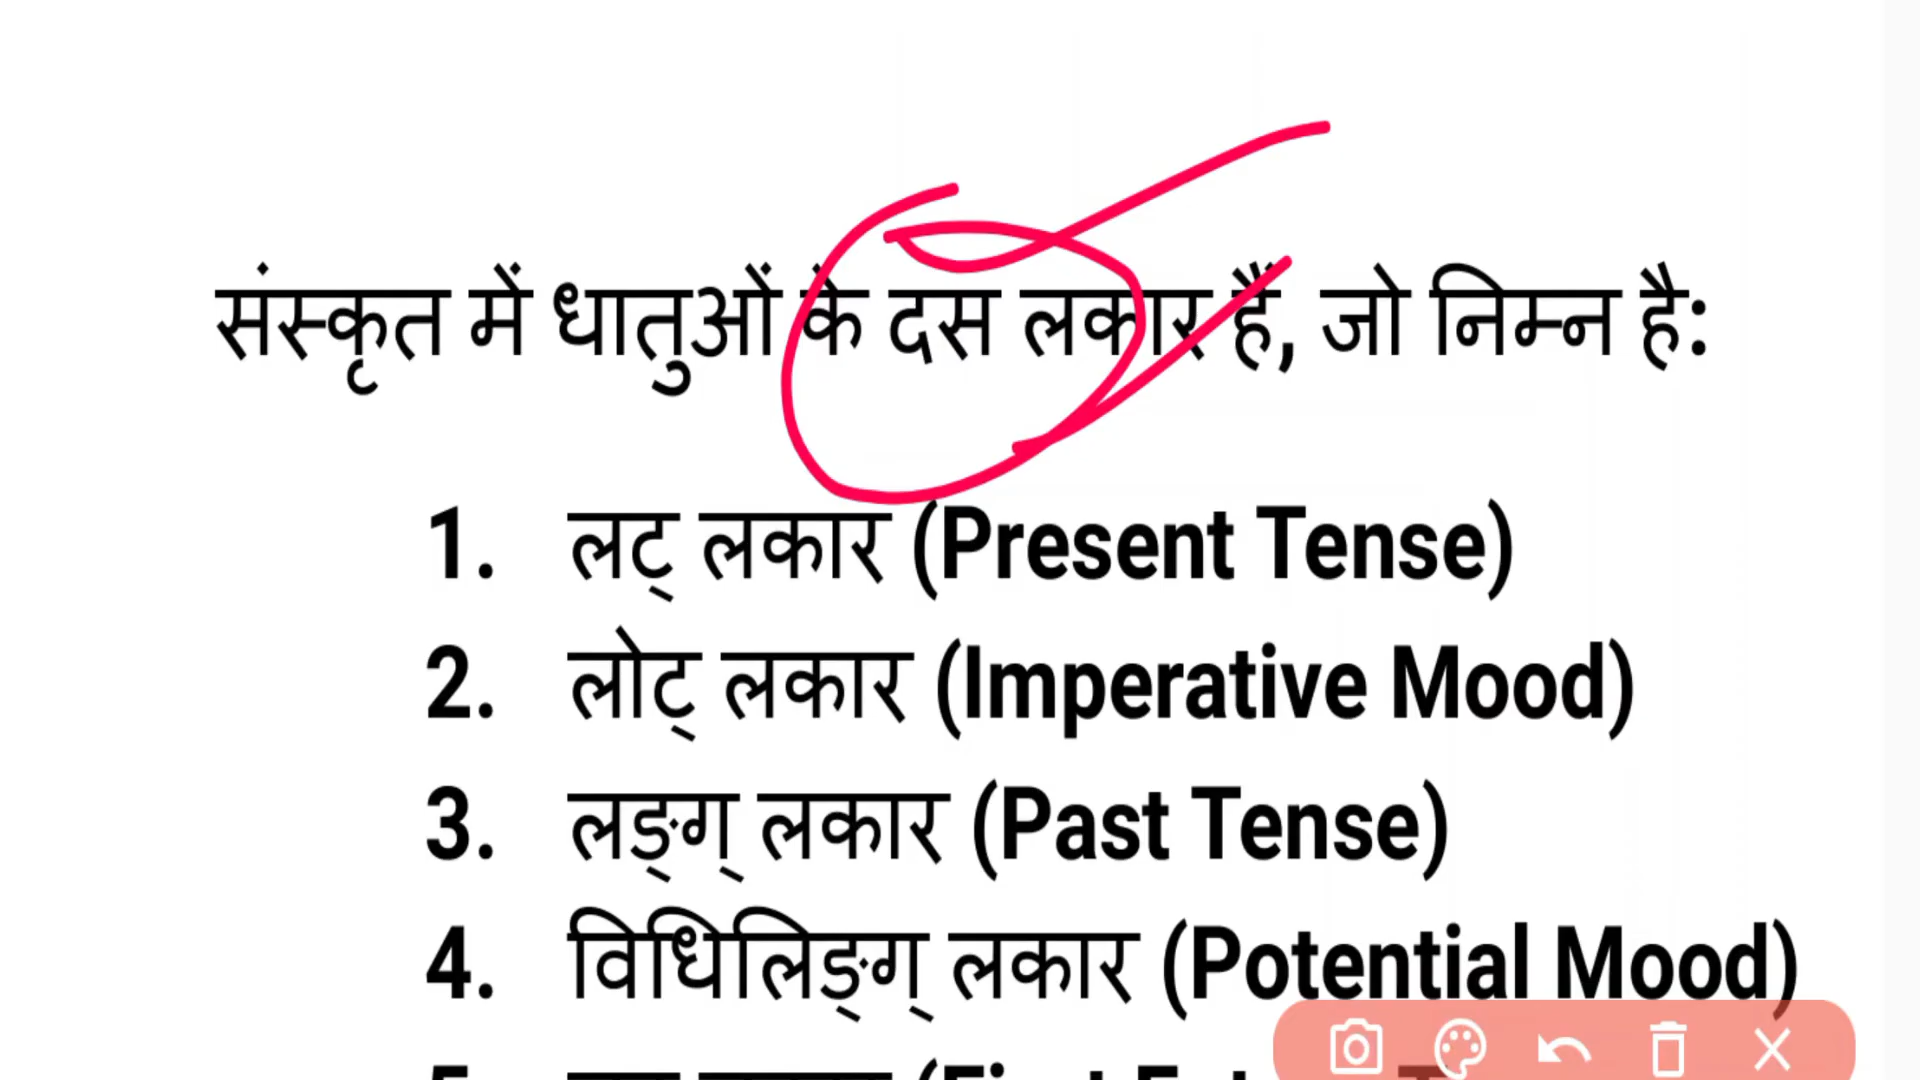 संस्कृत में धातुओं के दस लकार हैं, जो निम्न है:
1. लट् लकार (Present Tense)
2. लोट् लकार (Imperative Mood)
3. लङ्ग् लकार (Past Tense)
4. विधिलिङ्ग् लकार (Potential Mood)